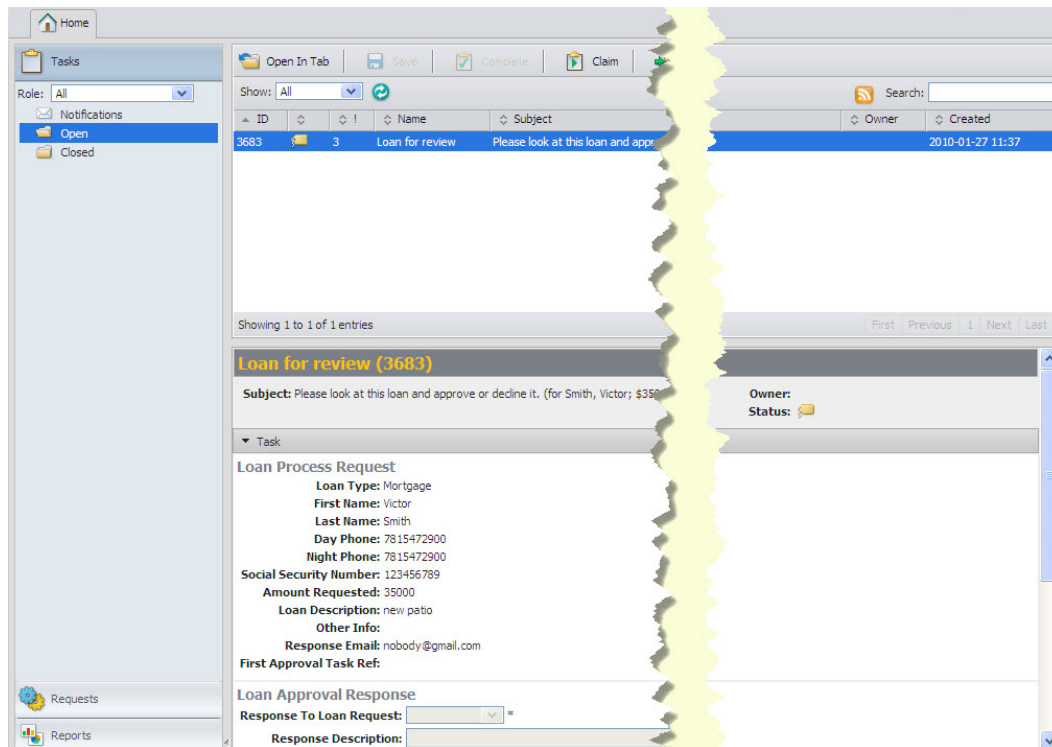 Home
Tasks
Open In Tab Save Complete Claim
Role: All
Show: All Search:
Notifications
ID ! Name Subject Owner Created
Open
3683 3 Loan for review Please look at this loan and 2010-01-27 11:37
Closed
Showing 1 to 1 of 1 entries First Previous 1 Next Last
Loan for review (3683)
Subject: Please look at this loan and approve or decline it. (for Smith, Victor; Owner:
Status:
Task
Loan Process Request
Loan Type: Mortgage
First Name: Victor
Last Name: Smith
Day Phone: 7815472900
Night Phone: 7815472900
Social Security Number: 123456789
Amount Requested: 35000
Loan Description: new patio
Other Info:
Response Email: nobody@gmail.com
First Approval Task Ref:
Requests
Loan Approval Response
Response To Loan Request: *
Reports
Response Description: